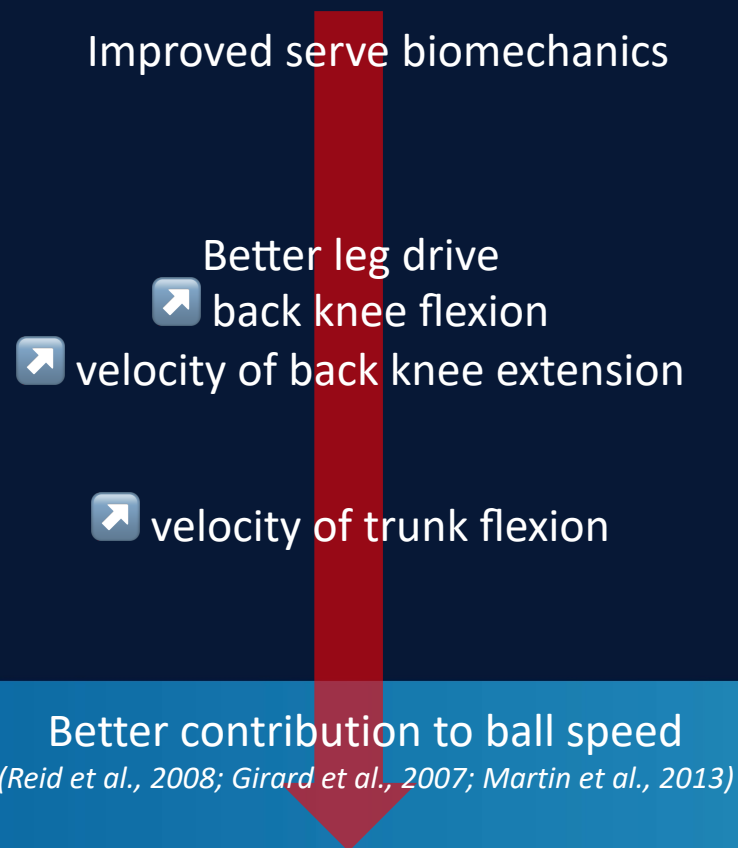 Improved serve biomechanics
Better leg drive
↗ back knee flexion
↗ velocity of back knee extension
↗ velocity of trunk flexion
Better contribution to ball speed
(Reid et al., 2008; Girard et al., 2007; Martin et al., 2013)